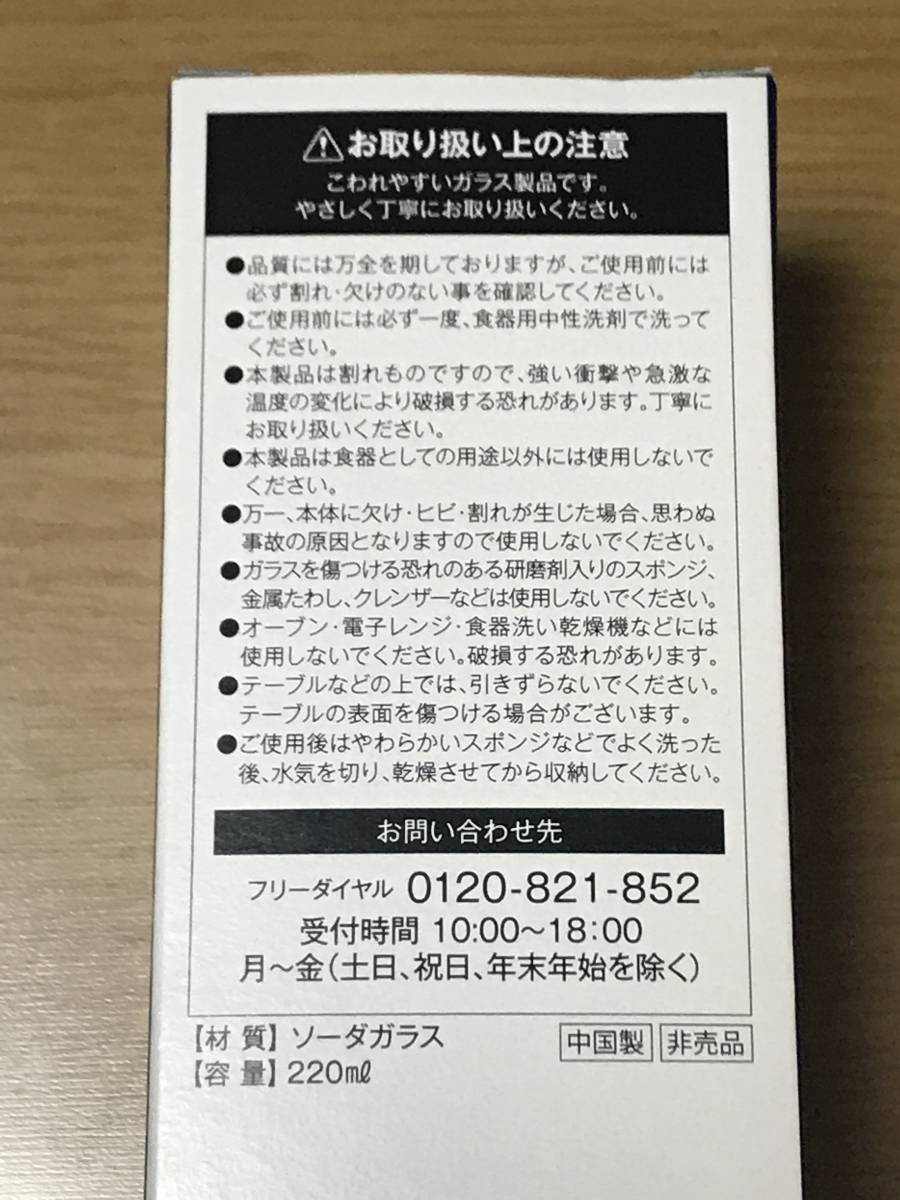 ⚠お取り扱い上の注意
こわれやすいガラス製品です。
やさしく丁寧にお取り扱いください。
●品質には万全を期しておりますが、ご使用前には
必ず割れ・欠けのない事を確認してください。
●ご使用前には必ず一度、食器用中性洗剤で洗って
ください。
●本製品は割れものですので、強い衝撃や急激な
温度の変化により破損する恐れがあります。丁寧に
お取り扱いください。
●本製品は食器としての用途以外には使用しないで
ください。
●万一、本体に欠け・ヒビ・割れが生じた場合、思わぬ
事故の原因となりますので使用しないでください。
●ガラスを傷つける恐れのある研磨剤入りのスポンジ、
金属たわし、クレンザーなどは使用しないでください。
●オーブン・電子レンジ・食器洗い乾燥機などには
使用しないでください。破損する恐れがあります。
●テーブルなどの上では、引きずらないでください。
テーブルの表面を傷つける場合がございます。
●ご使用後はやわらかいスポンジなどでよく洗った
後、水気を切り、乾燥させてから収納してください。
お問い合わせ先
フリーダイヤル 0120-821-852
受付時間 10:00〜18:00
月〜金(土日、祝日、年末年始を除く)
【材 質】ソーダガラス 中国製 非売品
【容 量】220mℓ